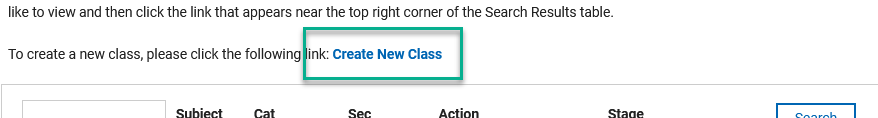 like to view and then click the link that appears near the top right corner of the Search Results table.
To create a new class, please click the following link: Create New Class
Subject Cat Sec Action Stage Search